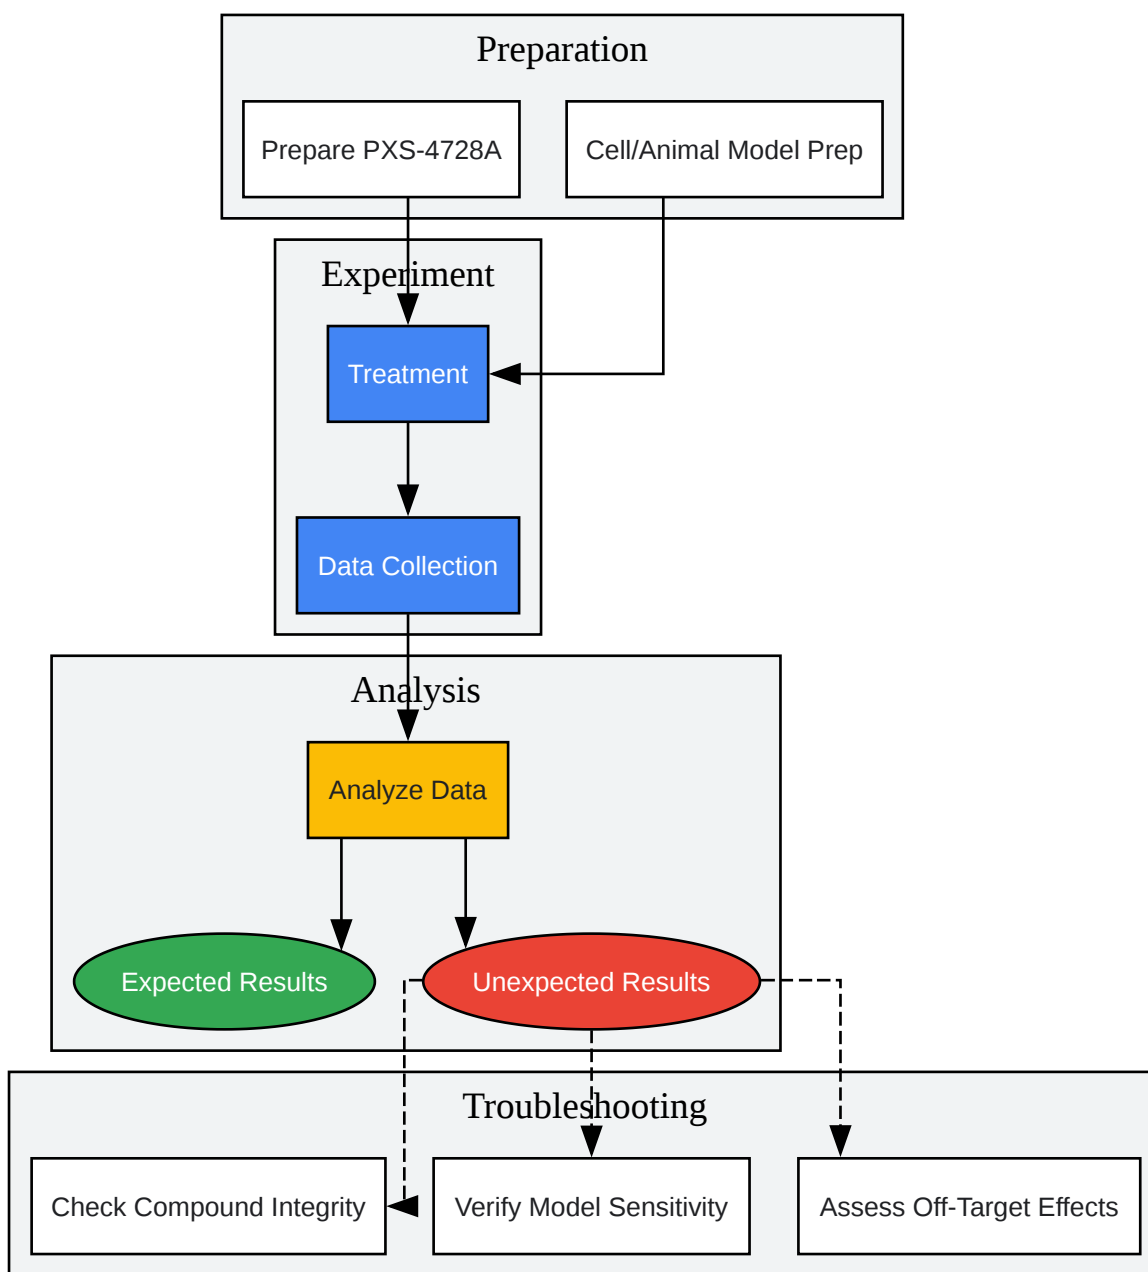 Preparation
Prepare PXS-4728A
Cell/Animal Model Prep
Experiment
Treatment
Data Collection
Analysis
Analyze Data
Expected Results
Unexpected Results
Troubleshooting
Check Compound Integrity
Verify Model Sensitivity
Assess Off-Target Effects